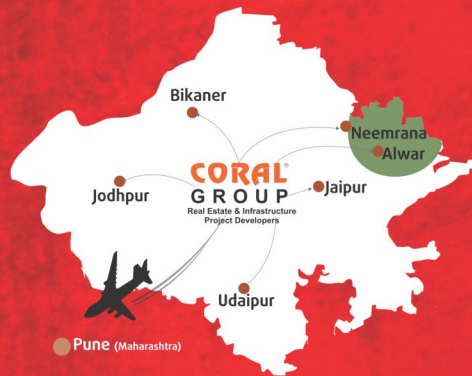 Bikaner
Neemrana
Alwar
CORAL®
GROUP
Real Estate & Infrastructure
Project Developers
Jodhpur
Jaipur
Udaipur
Pune (Maharashtra)